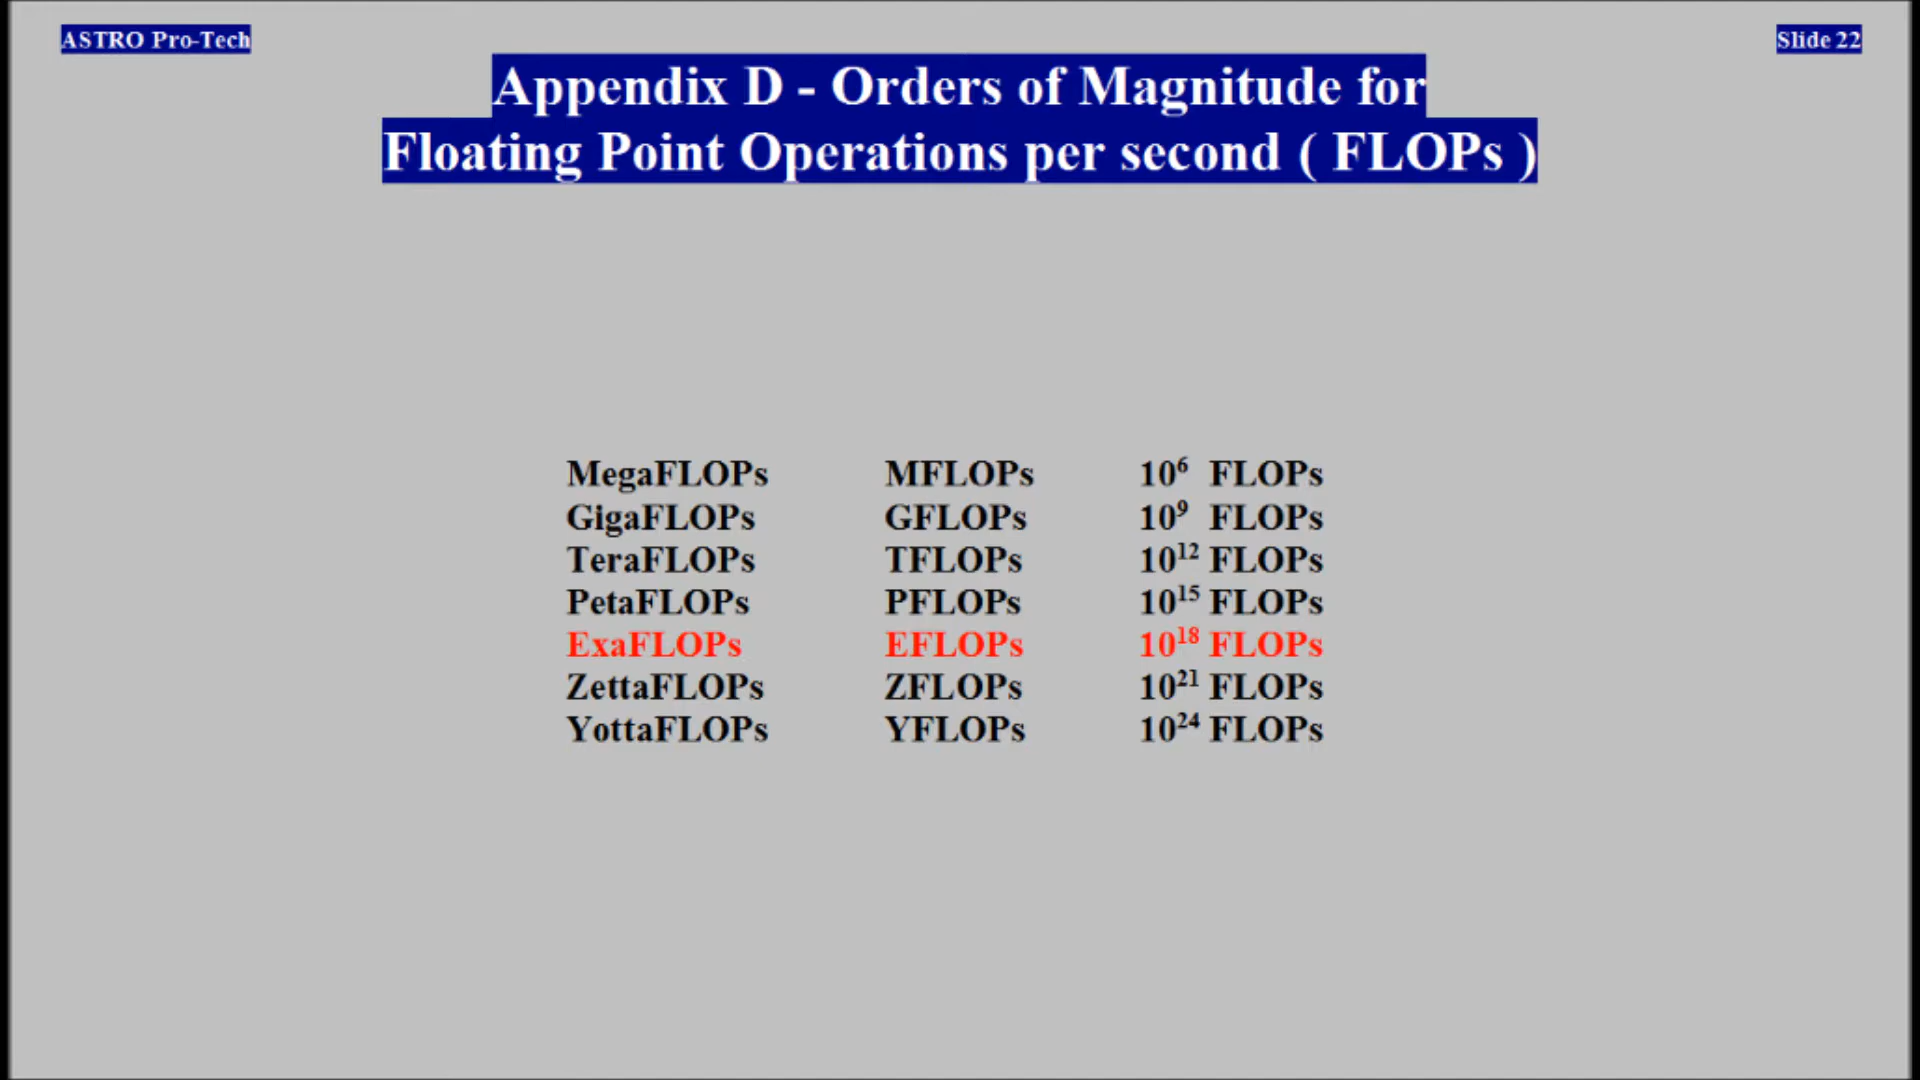 ASTRO Pro-Tech
Slide 22
Appendix D - Orders of Magnitude for
Floating Point Operations per second ( FLOPs )
MegaFLOPs MFLOPs 10⁶ FLOPs
GigaFLOPs GFLOPs 10⁹ FLOPs
TeraFLOPs TFLOPs 10¹² FLOPs
PetaFLOPs PFLOPs 10¹⁵ FLOPs
ExaFLOPs EFLOPs 10¹⁸ FLOPs
ZettaFLOPs ZFLOPs 10²¹ FLOPs
YottaFLOPs YFLOPs 10²⁴ FLOPs